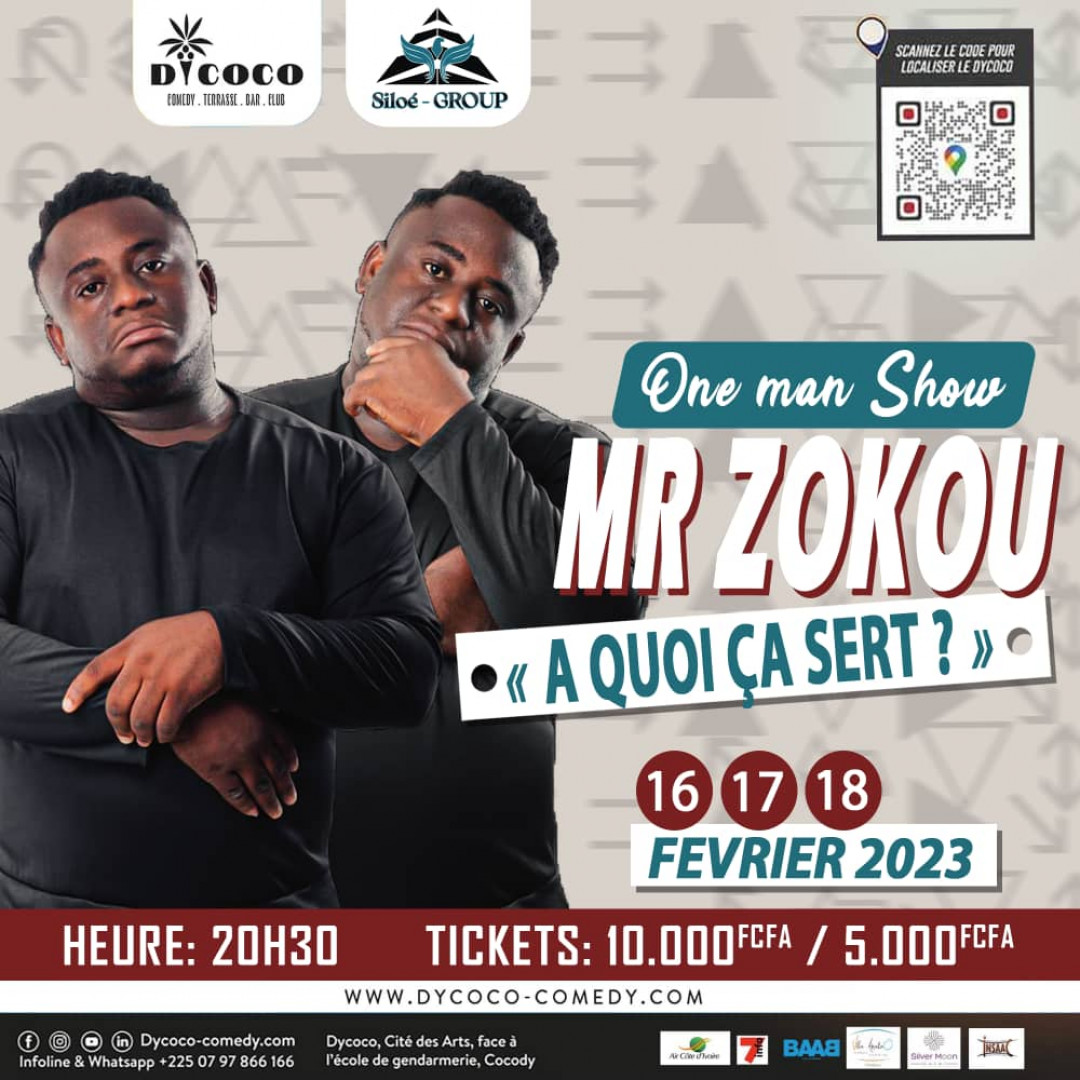 DYCOCO
COMEDY . TERRASSE . BAR . CLUB
Siloé - GROUP
SCANNEZ LE CODE POUR
LOCALISER LE DYCOCO
One man Show
MR ZOKOU
« A QUOI ÇA SERT ? »
16 17 18
FEVRIER 2023
HEURE: 20H30 TICKETS: 10.000FCFA / 5.000FCFA
WWW.DYCOCO-COMEDY.COM
Dycoco-comedy.com
Infoline & Whatsapp +225 07 97 866 166
Dycoco, Cité des Arts, face à
l'école de gendarmerie, Cocody
Air Côte d'Ivoire
7 info
BAAB
Silver Moon
INSAAC